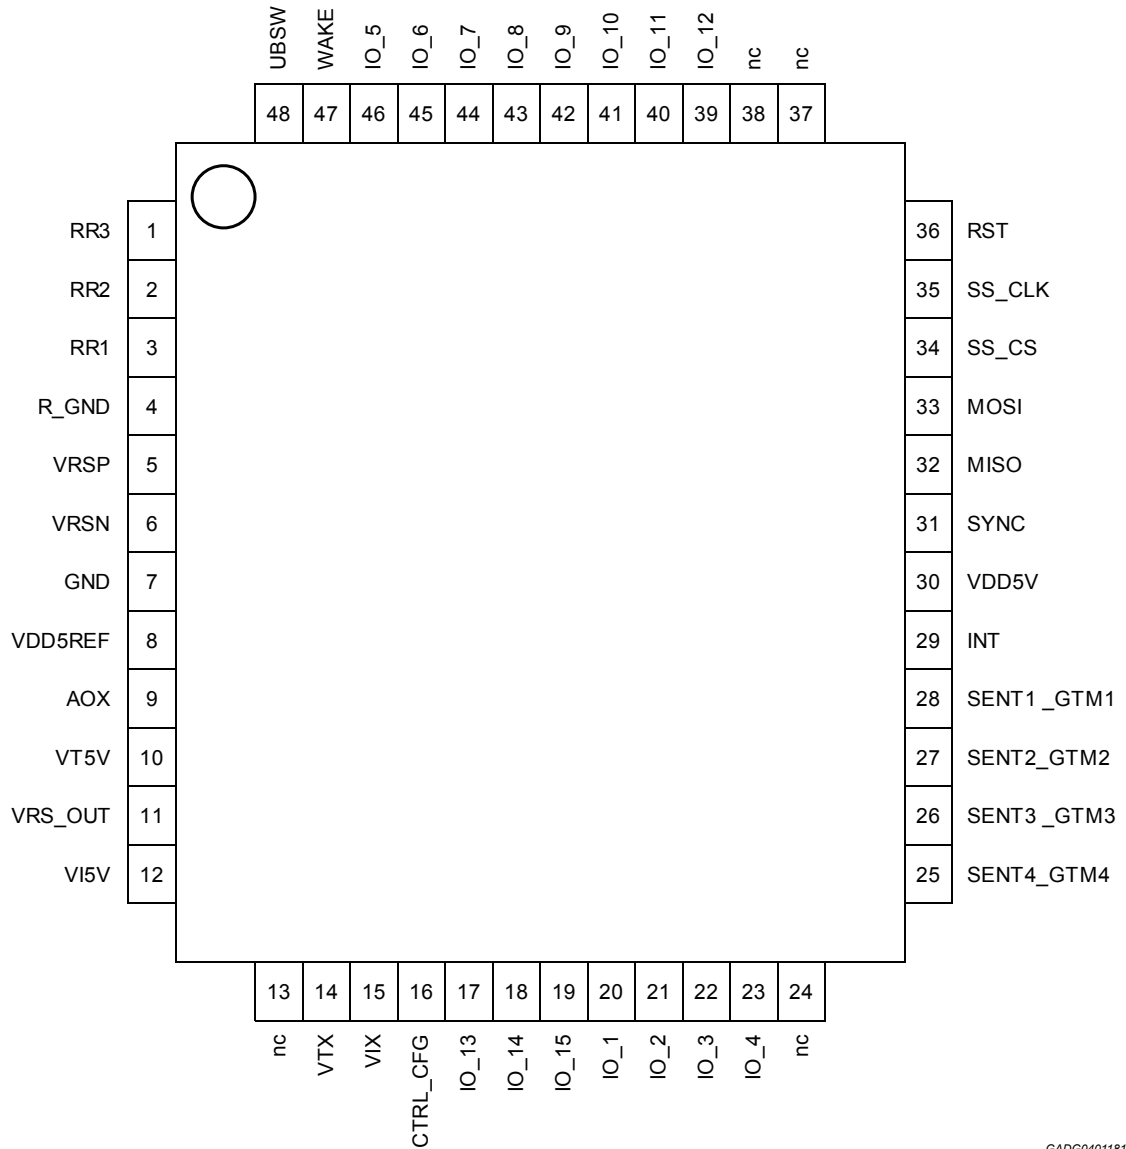 UBSW WAKE IO_5 IO_6 IO_7 IO_8 IO_9 IO_10 IO_11 IO_12 nc nc
48 47 46 45 44 43 42 41 40 39 38 37
RR3 1 36 RST
RR2 2 35 SS_CLK
RR1 3 34 SS_CS
R_GND 4 33 MOSI
VRSP 5 32 MISO
VRSN 6 31 SYNC
GND 7 30 VDD5V
VDD5REF 8 29 INT
AOX 9 28 SENT1_GTM1
VT5V 10 27 SENT2_GTM2
VRS_OUT 11 26 SENT3_GTM3
VI5V 12 25 SENT4_GTM4
13 14 15 16 17 18 19 20 21 22 23 24
nc VTX VIX CTRL_CFG IO_13 IO_14 IO_15 IO_1 IO_2 IO_3 IO_4 nc